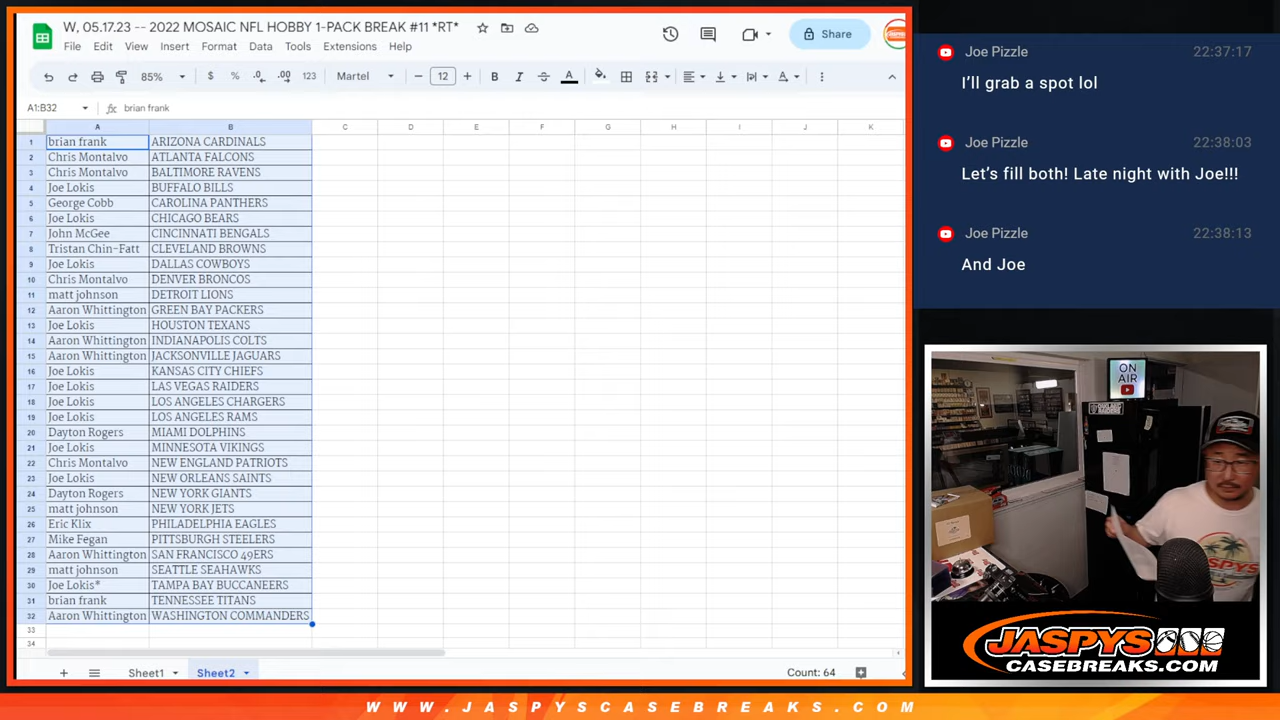 W, 05.17.23 -- 2022 MOSAIC NFL HOBBY 1-PACK BREAK #11 *RT*
File Edit View Insert Format Data Tools Extensions Help
Share
85% $ % .0 .00 123 Martel 12 B I A
A1:B32 fx brian frank
A B C D E F G H I J K
1 brian frank ARIZONA CARDINALS
2 Chris Montalvo ATLANTA FALCONS
3 Chris Montalvo BALTIMORE RAVENS
4 Joe Lokis BUFFALO BILLS
5 George Cobb CAROLINA PANTHERS
6 Joe Lokis CHICAGO BEARS
7 John McGee CINCINNATI BENGALS
8 Tristan Chin-Fatt CLEVELAND BROWNS
9 Joe Lokis DALLAS COWBOYS
10 Chris Montalvo DENVER BRONCOS
11 matt johnson DETROIT LIONS
12 Aaron Whittington GREEN BAY PACKERS
13 Joe Lokis HOUSTON TEXANS
14 Aaron Whittington INDIANAPOLIS COLTS
15 Aaron Whittington JACKSONVILLE JAGUARS
16 Joe Lokis KANSAS CITY CHIEFS
17 Joe Lokis LAS VEGAS RAIDERS
18 Joe Lokis LOS ANGELES CHARGERS
19 Joe Lokis LOS ANGELES RAMS
20 Dayton Rogers MIAMI DOLPHINS
21 Joe Lokis MINNESOTA VIKINGS
22 Chris Montalvo NEW ENGLAND PATRIOTS
23 Joe Lokis NEW ORLEANS SAINTS
24 Dayton Rogers NEW YORK GIANTS
25 matt johnson NEW YORK JETS
26 Eric Klix PHILADELPHIA EAGLES
27 Mike Fegan PITTSBURGH STEELERS
28 Aaron Whittington SAN FRANCISCO 49ERS
29 matt johnson SEATTLE SEAHAWKS
30 Joe Lokis* TAMPA BAY BUCCANEERS
31 brian frank TENNESSEE TITANS
32 Aaron Whittington WASHINGTON COMMANDERS
33
34
Sheet1 Sheet2 Count: 64
Joe Pizzle 22:37:17
I'll grab a spot lol
Joe Pizzle 22:38:03
Let's fill both! Late night with Joe!!!
Joe Pizzle 22:38:13
And Joe
ON
AIR
JASPYS
JASPYS
CASEBREAKS.COM
WWW.JASPYSCASEBREAKS.COM